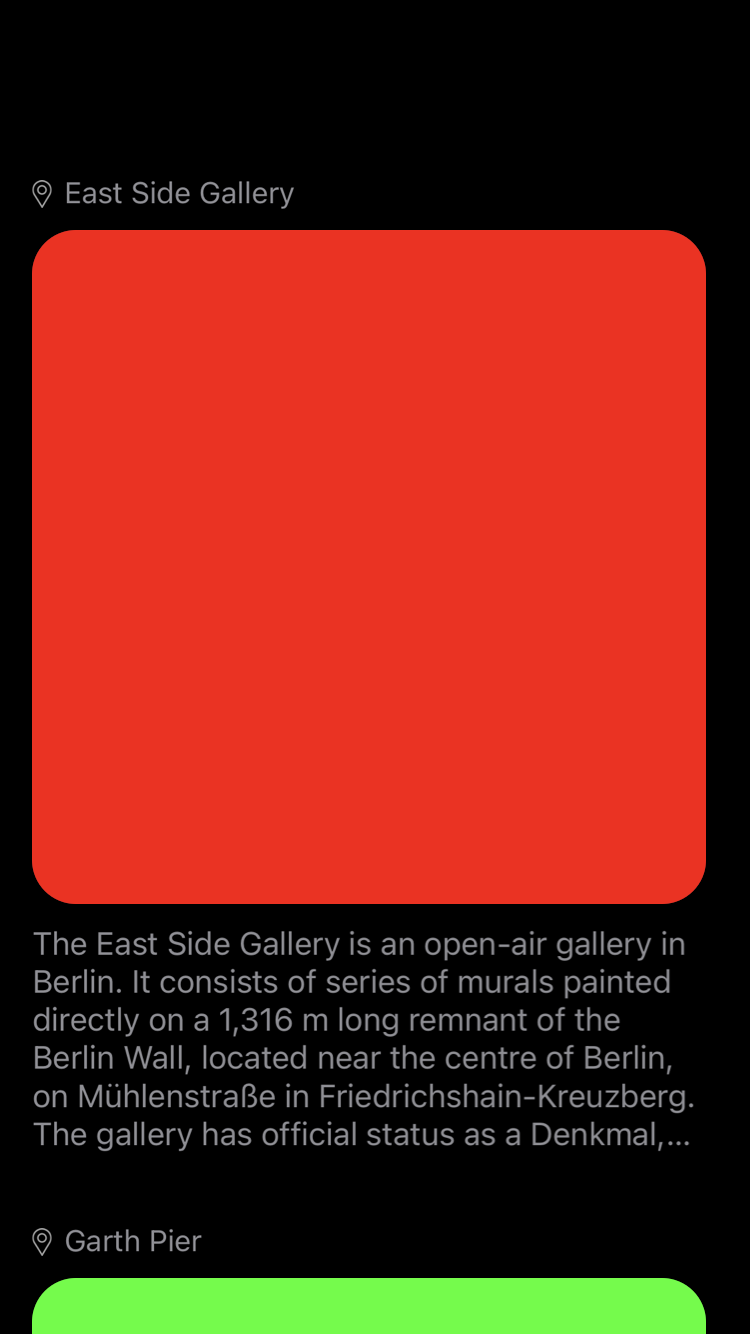 East Side Gallery
The East Side Gallery is an open-air gallery in
Berlin. It consists of series of murals painted
directly on a 1,316 m long remnant of the
Berlin Wall, located near the centre of Berlin,
on Mühlenstraße in Friedrichshain-Kreuzberg.
The gallery has official status as a Denkmal,...
Garth Pier